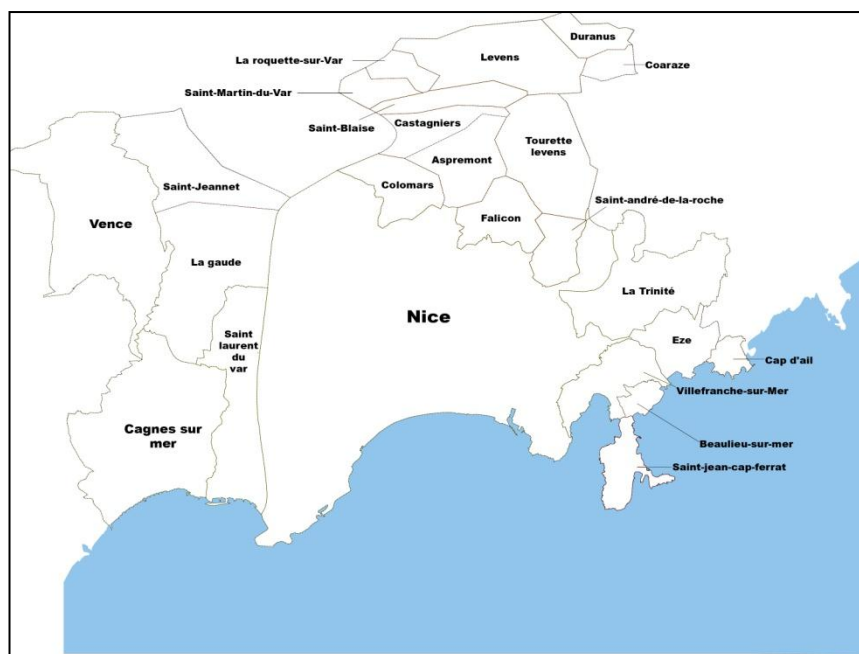 Duranus
La roquette-sur-Var
Levens
Coaraze
Saint-Martin-du-Var
Saint-Blaise
Castagniers
Tourette
levens
Aspremont
Saint-Jeannet
Colomars
Saint-andré-de-la-roche
Vence
Falicon
La gaude
La Trinité
Nice
Saint
laurent
du
var
Eze
Cap d'ail
Villefranche-sur-Mer
Cagnes sur
mer
Beaulieu-sur-mer
Saint-jean-cap-ferrat